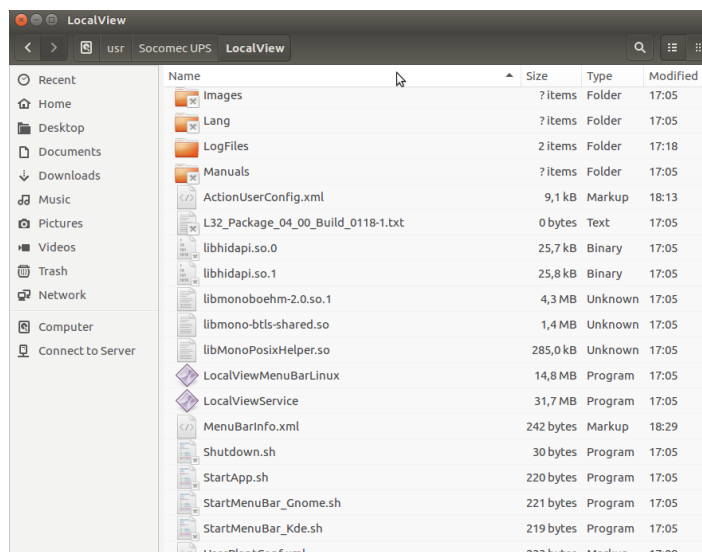 LocalView
usr Socomec UPS LocalView
Recent
Home
Desktop
Documents
Downloads
Music
Pictures
Videos
Trash
Network
Computer
Connect to Server
Name Size Type Modified
Images ? items Folder 17:05
Lang ? items Folder 17:05
LogFiles 2 items Folder 17:18
Manuals ? items Folder 17:05
ActionUserConfig.xml 9,1 kB Markup 18:13
L32_Package_04_00_Build_0118-1.txt 0 bytes Text 17:05
libhidapi.so.0 25,7 kB Binary 17:05
libhidapi.so.1 25,8 kB Binary 17:05
libmonoboehm-2.0.so.1 4,3 MB Unknown 17:05
libmono-btls-shared.so 1,4 MB Unknown 17:05
libMonoPosixHelper.so 285,0 kB Unknown 17:05
LocalViewMenuBarLinux 14,8 MB Program 17:05
LocalViewService 31,7 MB Program 17:05
MenuBarInfo.xml 242 bytes Markup 18:29
Shutdown.sh 30 bytes Program 17:05
StartApp.sh 220 bytes Program 17:05
StartMenuBar_Gnome.sh 221 bytes Program 17:05
StartMenuBar_Kde.sh 219 bytes Program 17:05